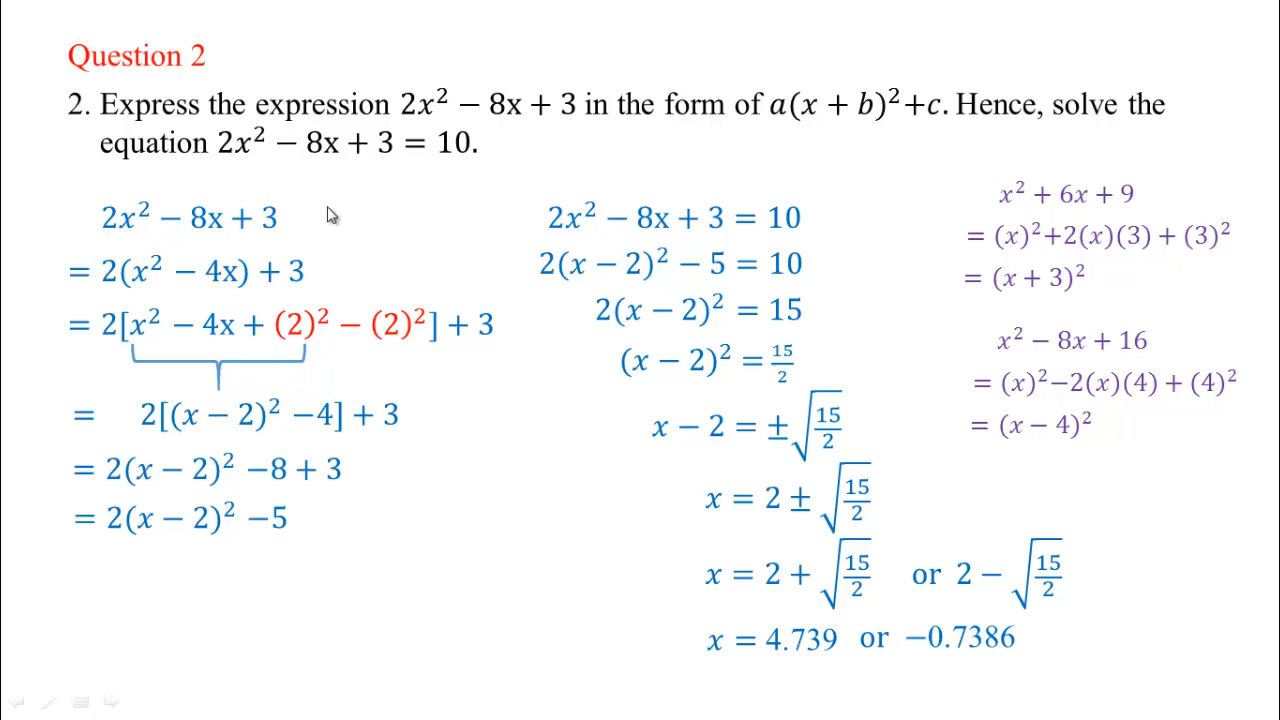 Question 2
2. Express the expression 2x² − 8x + 3 in the form of a(x + b)²+c. Hence, solve the
equation 2x² − 8x + 3 = 10.
2x² − 8x + 3
= 2(x² − 4x) + 3
= 2[x² − 4x + (2)² − (2)²] + 3
= 2[(x − 2)² −4] + 3
= 2(x − 2)² −8 + 3
= 2(x − 2)² −5
2x² − 8x + 3 = 10
2(x − 2)² − 5 = 10
2(x − 2)² = 15
(x − 2)² = 15/2
x − 2 = ±√(15/2)
x = 2 ± √(15/2)
x = 2 + √(15/2) or 2 − √(15/2)
x = 4.739 or −0.7386
x² + 6x + 9
= (x)²+2(x)(3) + (3)²
= (x + 3)²
x² − 8x + 16
= (x)²−2(x)(4) + (4)²
= (x − 4)²